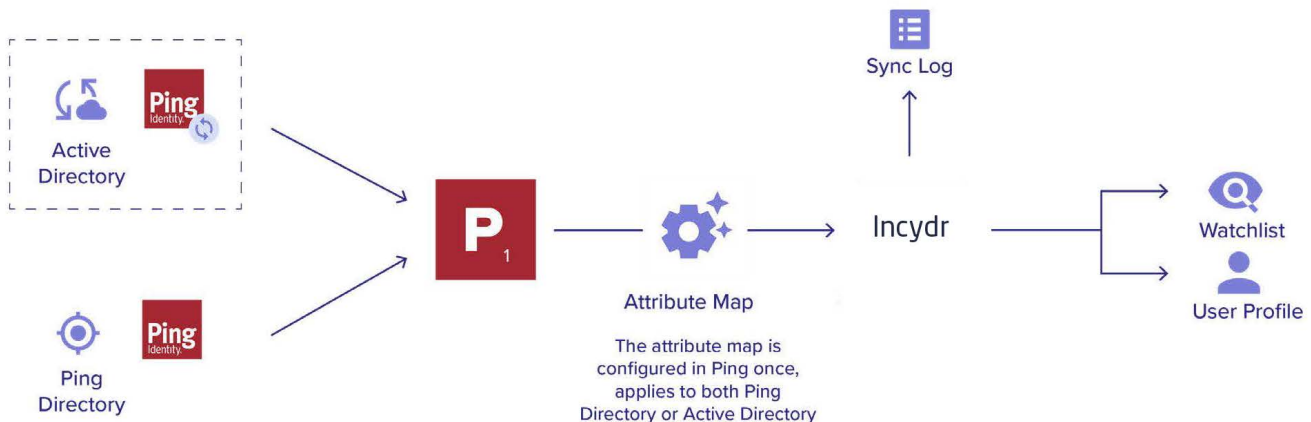 Sync Log
Ping
Identity.
Active
Directory
P
1
Incydr
Watchlist
Attribute Map
User Profile
Ping
Identity.
Ping
Directory
The attribute map is
configured in Ping once,
applies to both Ping
Directory or Active Directory